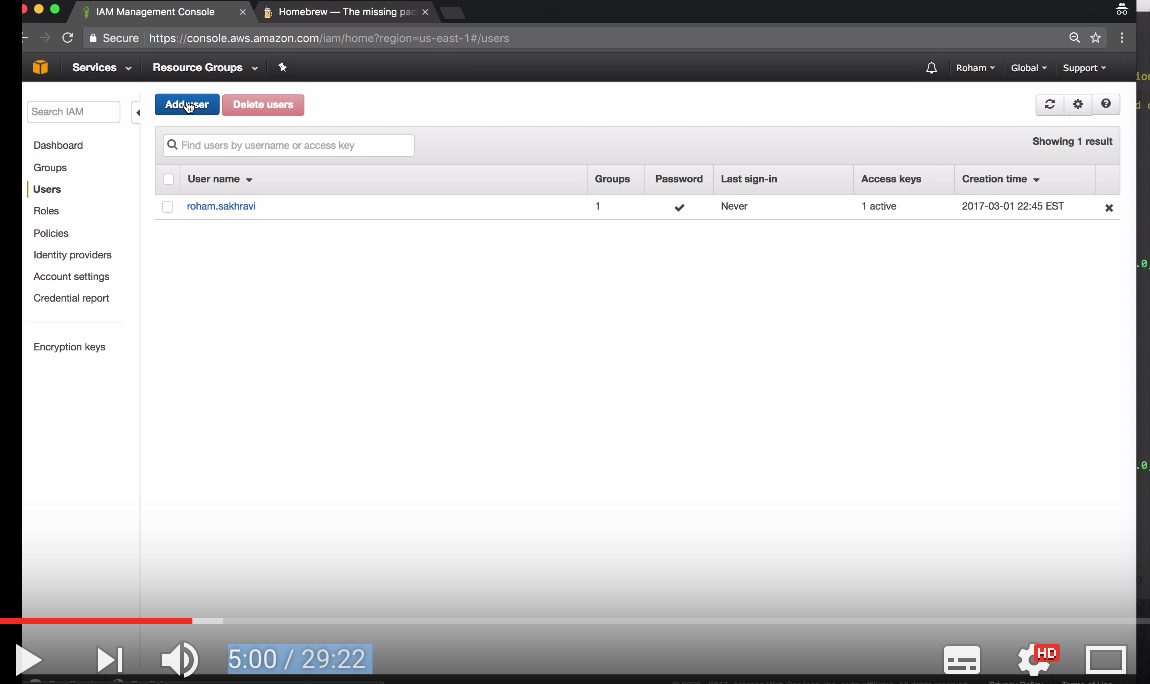 IAM Management Console
Homebrew — The missing pac
Secure https://console.aws.amazon.com/iam/home?region=us-east-1#/users
Services Resource Groups Roham Global Support
Search IAM
Add user Delete users
Find users by username or access key
Showing 1 result
Dashboard
Groups
Users
Roles
Policies
Identity providers
Account settings
Credential report
Encryption keys
User name Groups Password Last sign-in Access keys Creation time
roham.sakhravi 1 Never 1 active 2017-03-01 22:45 EST
5:00 / 29:22
HD